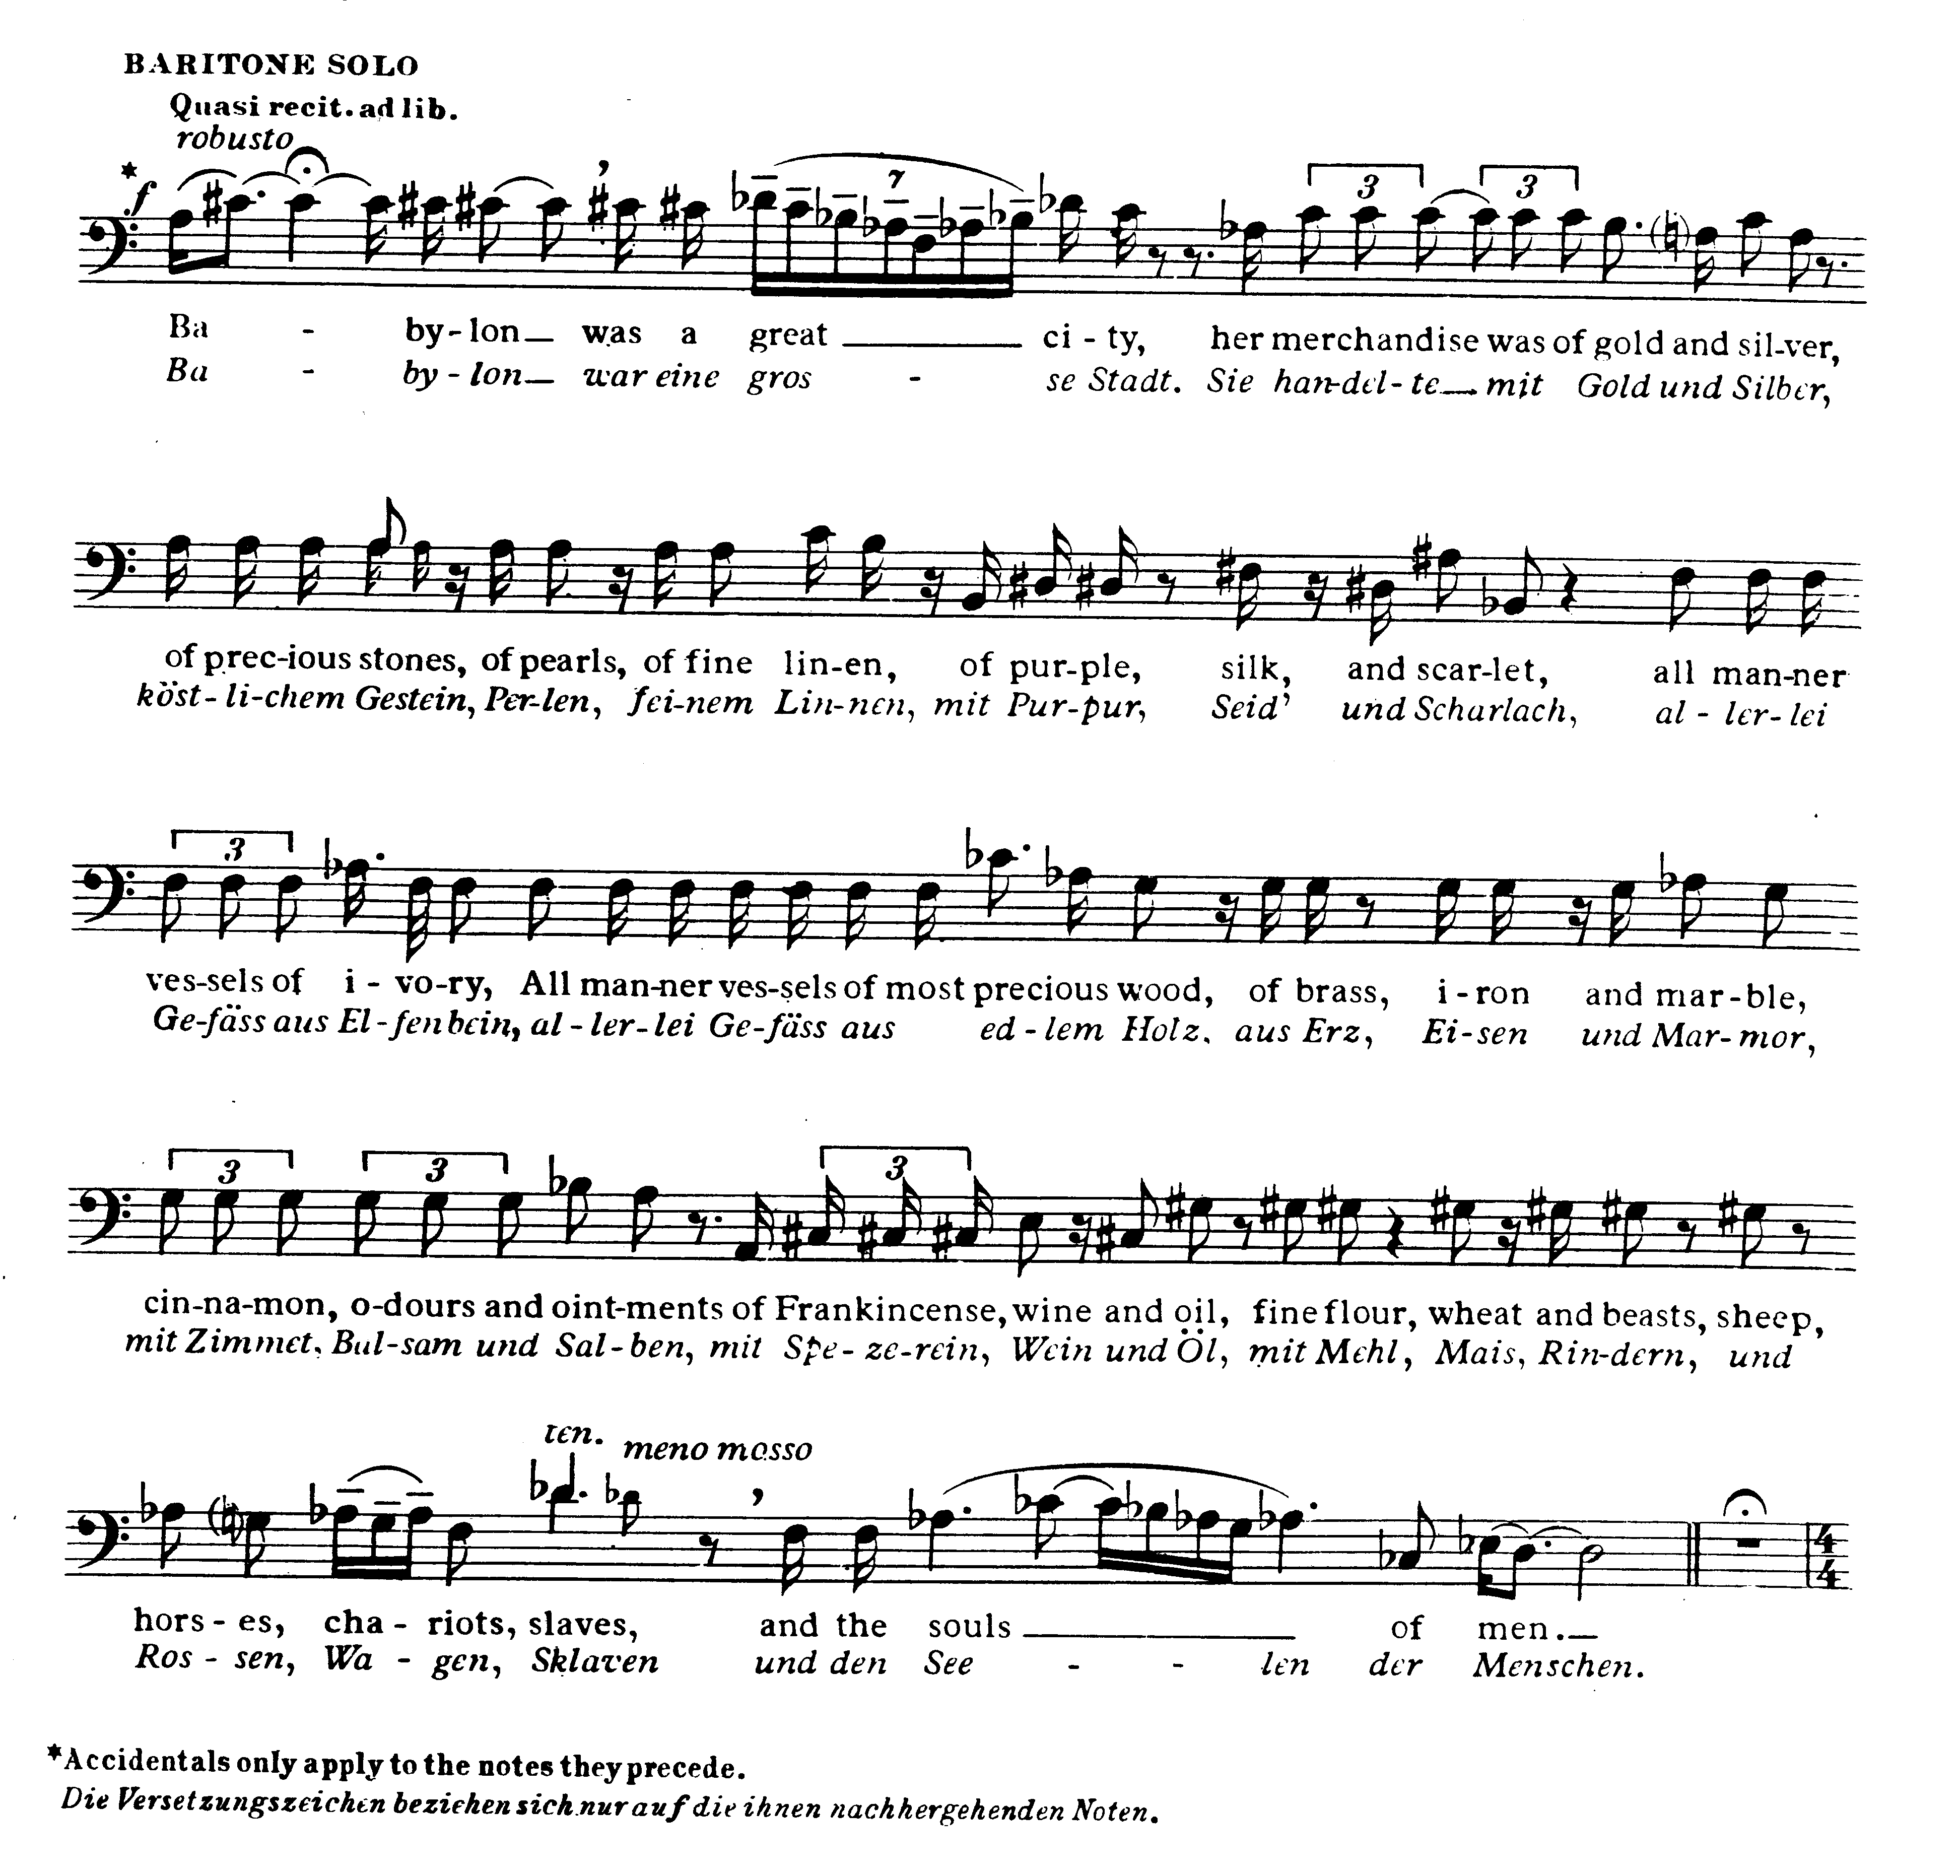 BARITONE SOLO
Quasi recit. ad lib.
robusto
* f
7 3 3
Ba - by-lon_ was a great ____ ci - ty, her merchandise was of gold and sil-ver,
Ba - by-lon_ war eine gros - se Stadt. Sie han-del-te_ mit Gold und Silber,
of prec-ious stones, of pearls, of fine lin-en, of pur-ple, silk, and scar-let, all man-ner
köst-li-chem Gestein, Per-len, fei-nem Lin-nen, mit Pur-pur, Seid' und Scharlach, al-ler-lei
3
ves-sels of i-vo-ry, All man-ner ves-sels of most precious wood, of brass, i-ron and mar-ble,
Ge-fäss aus El-fenbein, al-ler-lei Ge-fäss aus ed-lem Holz. aus Erz, Ei-sen und Mar-mor,
3 3 3
cin-na-mon, o-dours and oint-ments of Frankincense, wine and oil, fine flour, wheat and beasts, sheep,
mit Zimmet, Bal-sam und Sal-ben, mit Spe-ze-rein, Wein und Öl, mit Mehl, Mais, Rin-dern, und
ten. meno mosso
4
4
hors-es, cha-riots, slaves, and the souls ____ of men._
Ros-sen, Wa-gen, Sklaven und den See - - len der Menschen.
*Accidentals only apply to the notes they precede.
Die Versetzungszeichen beziehen sich nur auf die ihnen nachhergehenden Noten.